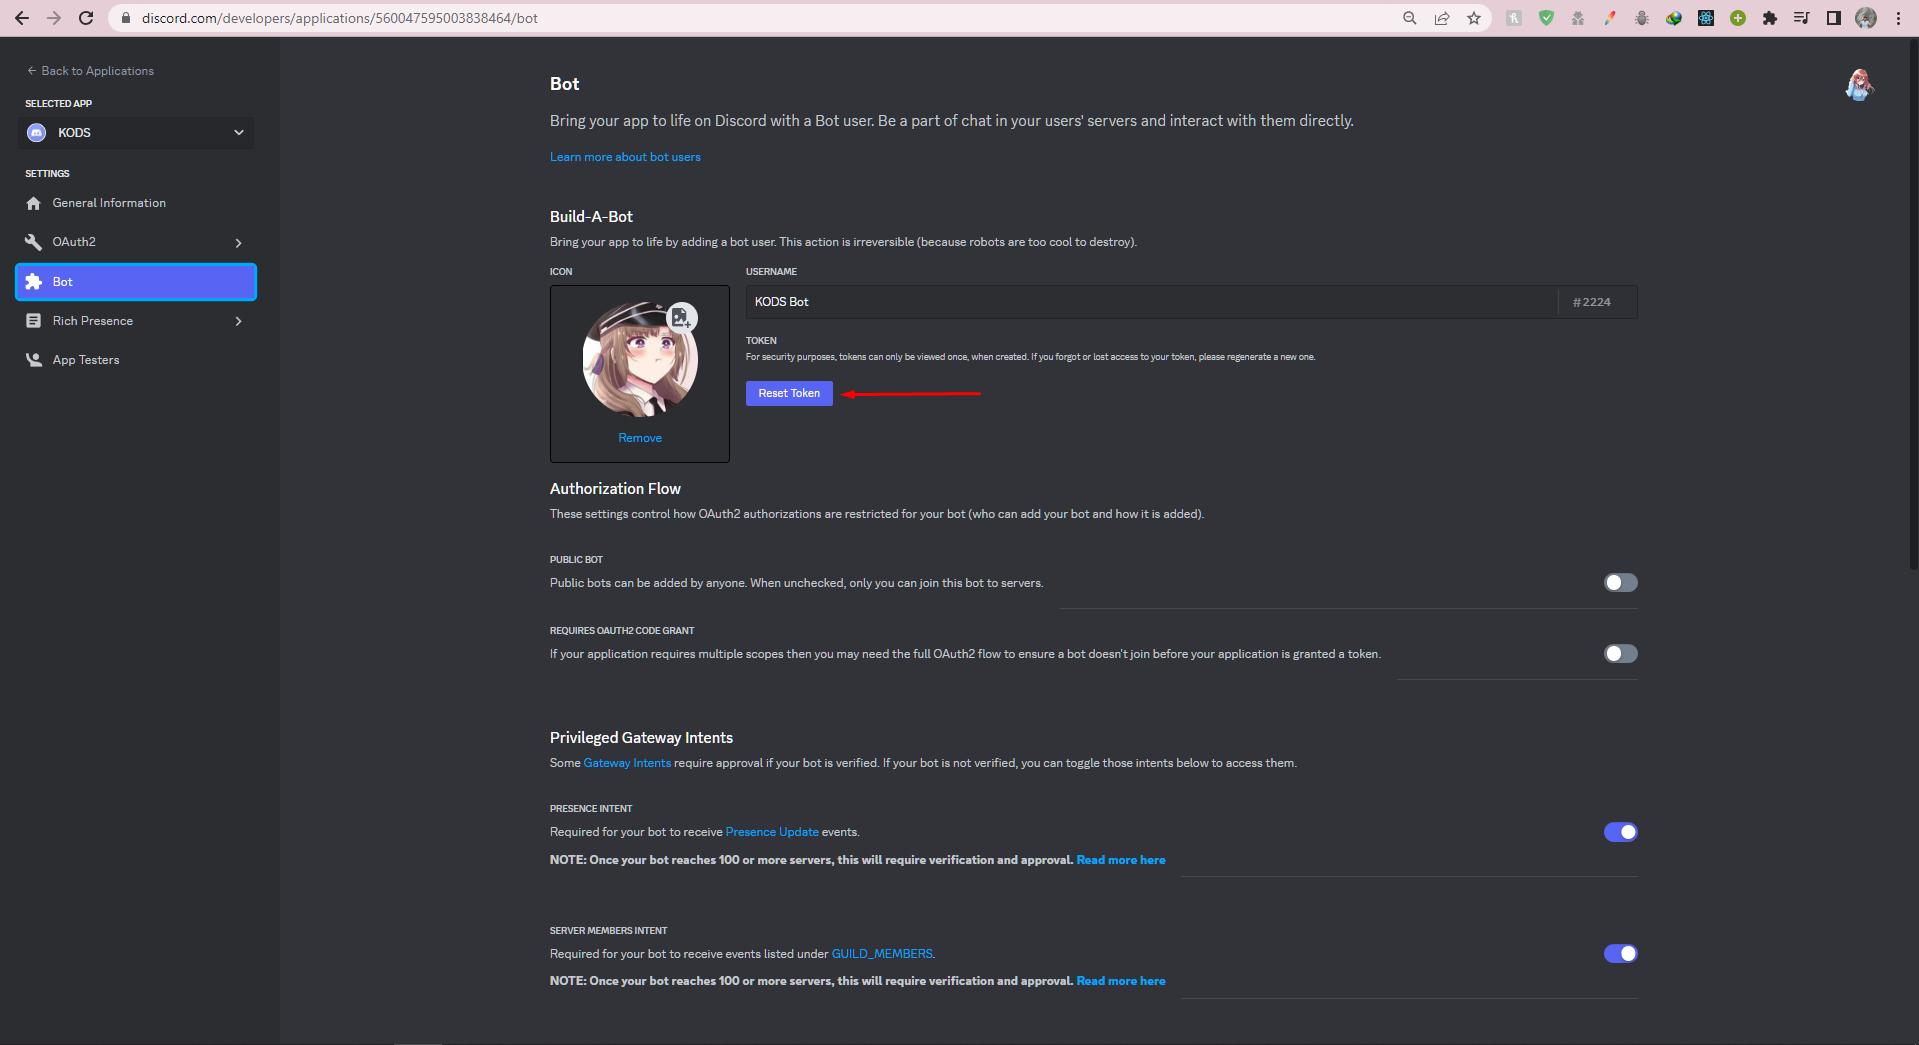 discord.com/developers/applications/560047595003838464/bot
Back to Applications
SELECTED APP
KODS
SETTINGS
General Information
OAuth2
Bot
Rich Presence
App Testers
Bot
Bring your app to life on Discord with a Bot user. Be a part of chat in your users' servers and interact with them directly.
Learn more about bot users
Build-A-Bot
Bring your app to life by adding a bot user. This action is irreversible (because robots are too cool to destroy).
ICON
Remove
USERNAME
KODS Bot #2224
TOKEN
For security purposes, tokens can only be viewed once, when created. If you forgot or lost access to your token, please regenerate a new one.
Reset Token
Authorization Flow
These settings control how OAuth2 authorizations are restricted for your bot (who can add your bot and how it is added).
PUBLIC BOT
Public bots can be added by anyone. When unchecked, only you can join this bot to servers.
REQUIRES OAUTH2 CODE GRANT
If your application requires multiple scopes then you may need the full OAuth2 flow to ensure a bot doesn't join before your application is granted a token.
Privileged Gateway Intents
Some Gateway Intents require approval if your bot is verified. If your bot is not verified, you can toggle those intents below to access them.
PRESENCE INTENT
Required for your bot to receive Presence Update events.
NOTE: Once your bot reaches 100 or more servers, this will require verification and approval. Read more here
SERVER MEMBERS INTENT
Required for your bot to receive events listed under GUILD_MEMBERS.
NOTE: Once your bot reaches 100 or more servers, this will require verification and approval. Read more here